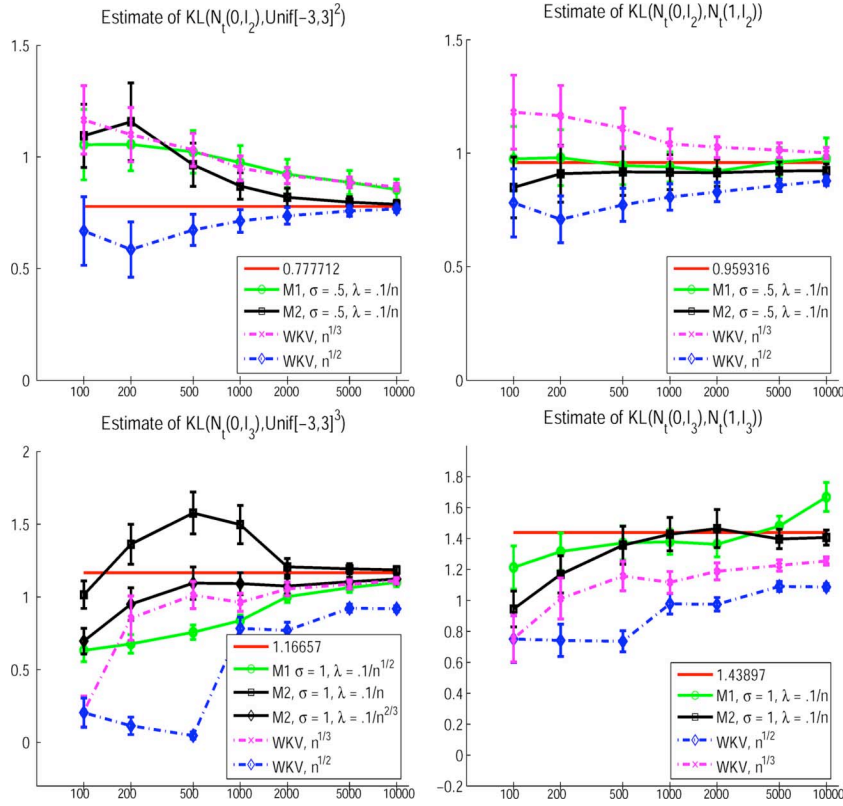 Estimate of KL(N_t(0,I_2),Unif[-3,3]^2)
1.5
1
0.5
0
0.777712
M1, σ = .5, λ = .1/n
M2, σ = .5, λ = .1/n
WKV, n^1/3
WKV, n^1/2
100 200 500 1000 2000 5000 10000
Estimate of KL(N_t(0,I_2),N_t(1,I_2))
1.5
1
0.5
0
0.959316
M1, σ = .5, λ = .1/n
M2, σ = .5, λ = .1/n
WKV, n^1/3
WKV, n^1/2
100 200 500 1000 2000 5000 10000
Estimate of KL(N_t(0,I_3),Unif[-3,3]^3)
2
1.5
1
0.5
0
1.16657
M1 σ = 1, λ = .1/n^1/2
M2, σ = 1, λ = .1/n
M2, σ = 1, λ = .1/n^2/3
WKV, n^1/3
WKV, n^1/2
100 200 500 1000 2000 5000 10000
Estimate of KL(N_t(0,I_3),N_t(1,I_3))
1.8
1.6
1.4
1.2
1
0.8
0.6
0.4
0.2
0
−0.2
1.43897
M1, σ = 1, λ = .1/n
M2, σ = 1, λ = .1/n
WKV, n^1/2
WKV, n^1/3
100 200 500 1000 2000 5000 10000